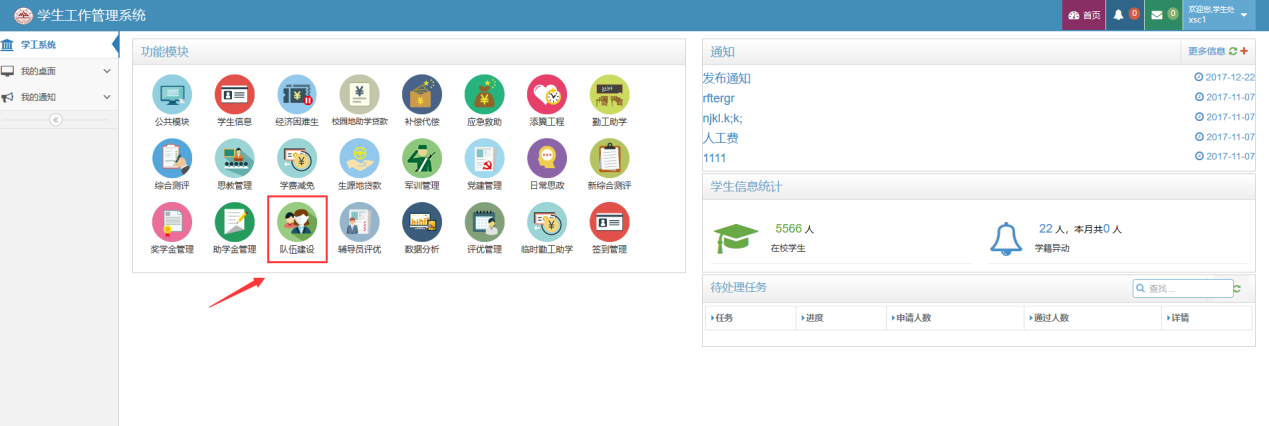 学生工作管理系统
首页
0
0
欢迎您,学生处
xsc1
学工系统
我的桌面
我的通知
功能模块
公共模块 学生信息 经济困难生 校园地助学贷款 补偿代偿 应急救助 添翼工程 勤工助学
综合测评 思教管理 学费减免 生源地贷款 军训管理 党建管理 日常思政 新综合测评
奖学金管理 助学金管理 队伍建设 辅导员评优 数据分析 评优管理 临时勤工助学 签到管理
通知 更多信息
发布通知 2017-12-22
rftergr 2017-11-07
njkl.k;k; 2017-11-07
人工费 2017-11-07
1111 2017-11-07
学生信息统计
5566 人
在校学生
22 人，本月共0 人
学籍异动
待处理任务 查找 ...
任务 进度 申请人数 通过人数 详情